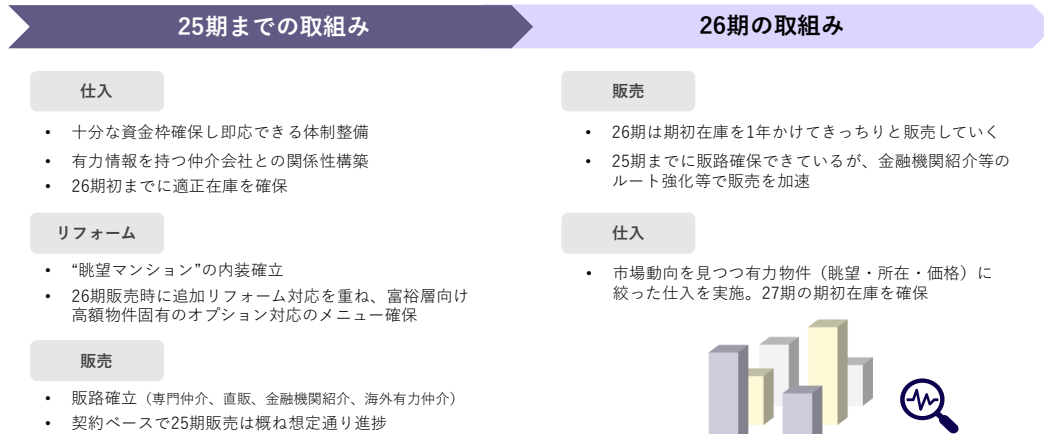 25期までの取組み
仕入
• 十分な資金枠確保し即応できる体制整備
• 有力情報を持つ仲介会社との関係性構築
• 26期初までに適正在庫を確保
リフォーム
• “眺望マンション”の内装確立
• 26期販売時に追加リフォーム対応を重ね、富裕層向け
高額物件固有のオプション対応のメニュー確保
販売
• 販路確立（専門仲介、直販、金融機関紹介、海外有力仲介）
• 契約ベースで25期販売は概ね想定通り進捗
26期の取組み
販売
• 26期は期初在庫を1年かけてきっちりと販売していく
• 25期までに販路確保できているが、金融機関紹介等の
ルート強化等で販売を加速
仕入
• 市場動向を見つつ有力物件（眺望・所在・価格）に
絞った仕入を実施。27期の期初在庫を確保